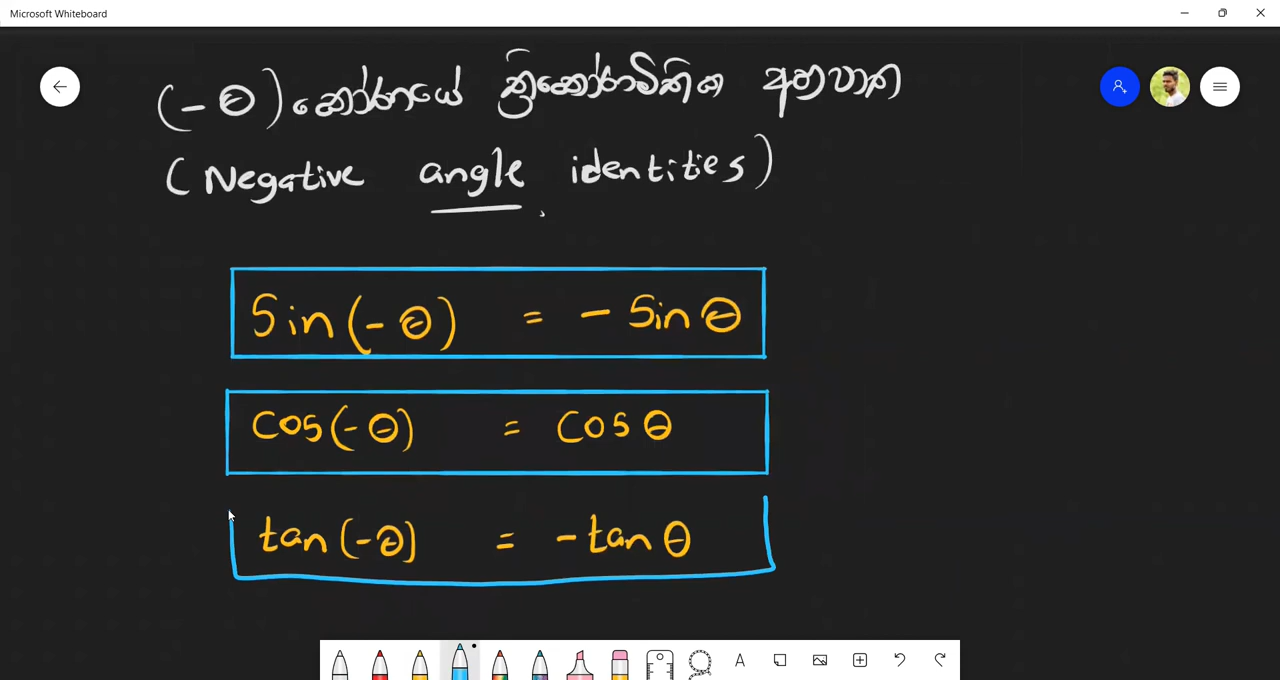 Microsoft Whiteboard
(-θ) කෝණයේ ත්‍රිකෝණමිතික අනුපාත
(Negative angle identities)
Sin(-θ) = - Sin θ
Cos(-θ) = Cos θ
tan(-θ) = -tan θ
A